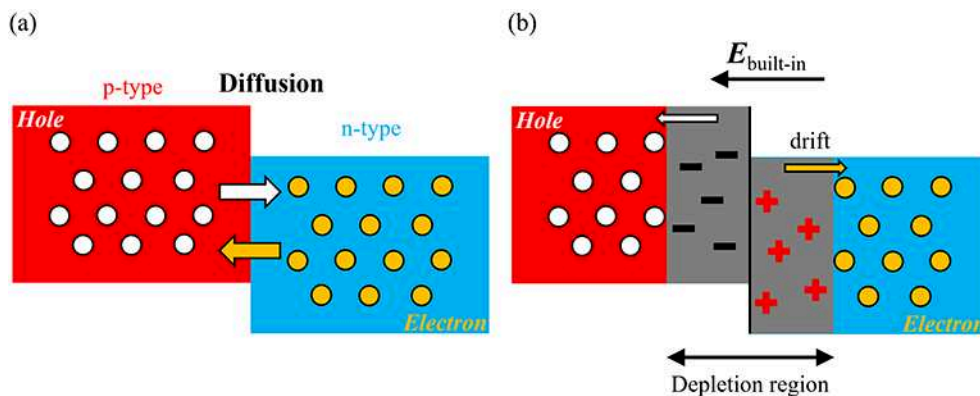 (a)
p-type
Diffusion
Hole
n-type
Electron
(b)
E built-in
Hole
drift
Electron
Depletion region